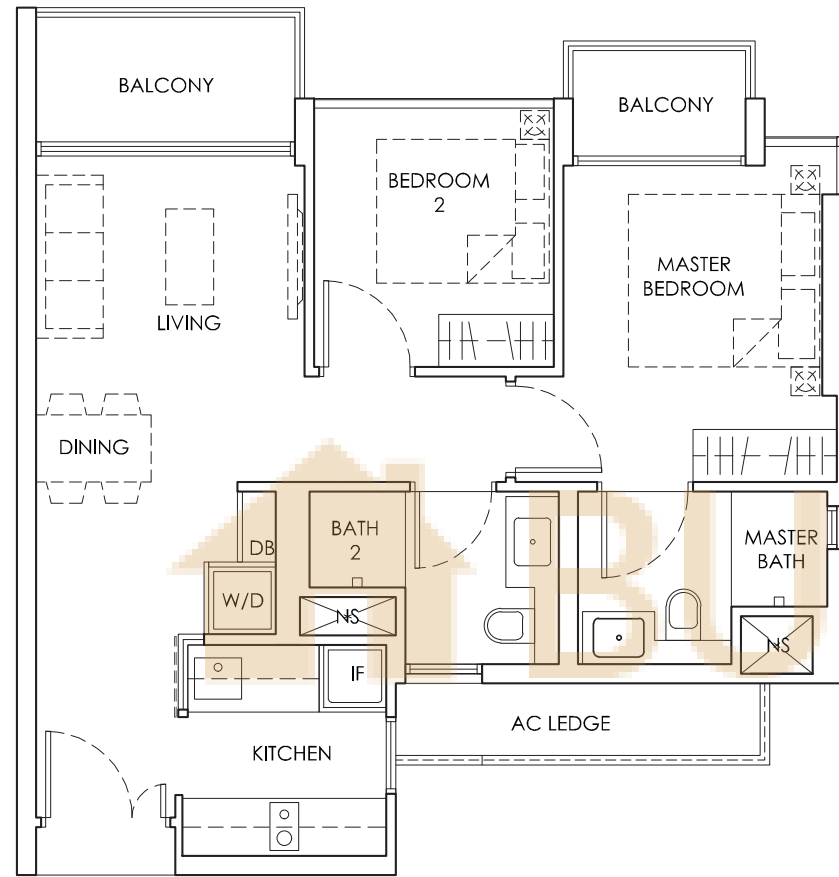 BALCONY
BALCONY
BEDROOM
2
MASTER
BEDROOM
LIVING
DINING
BATH
2
DB
MASTER
BATH
W/D
NS
NS
IF
AC LEDGE
KITCHEN
BU